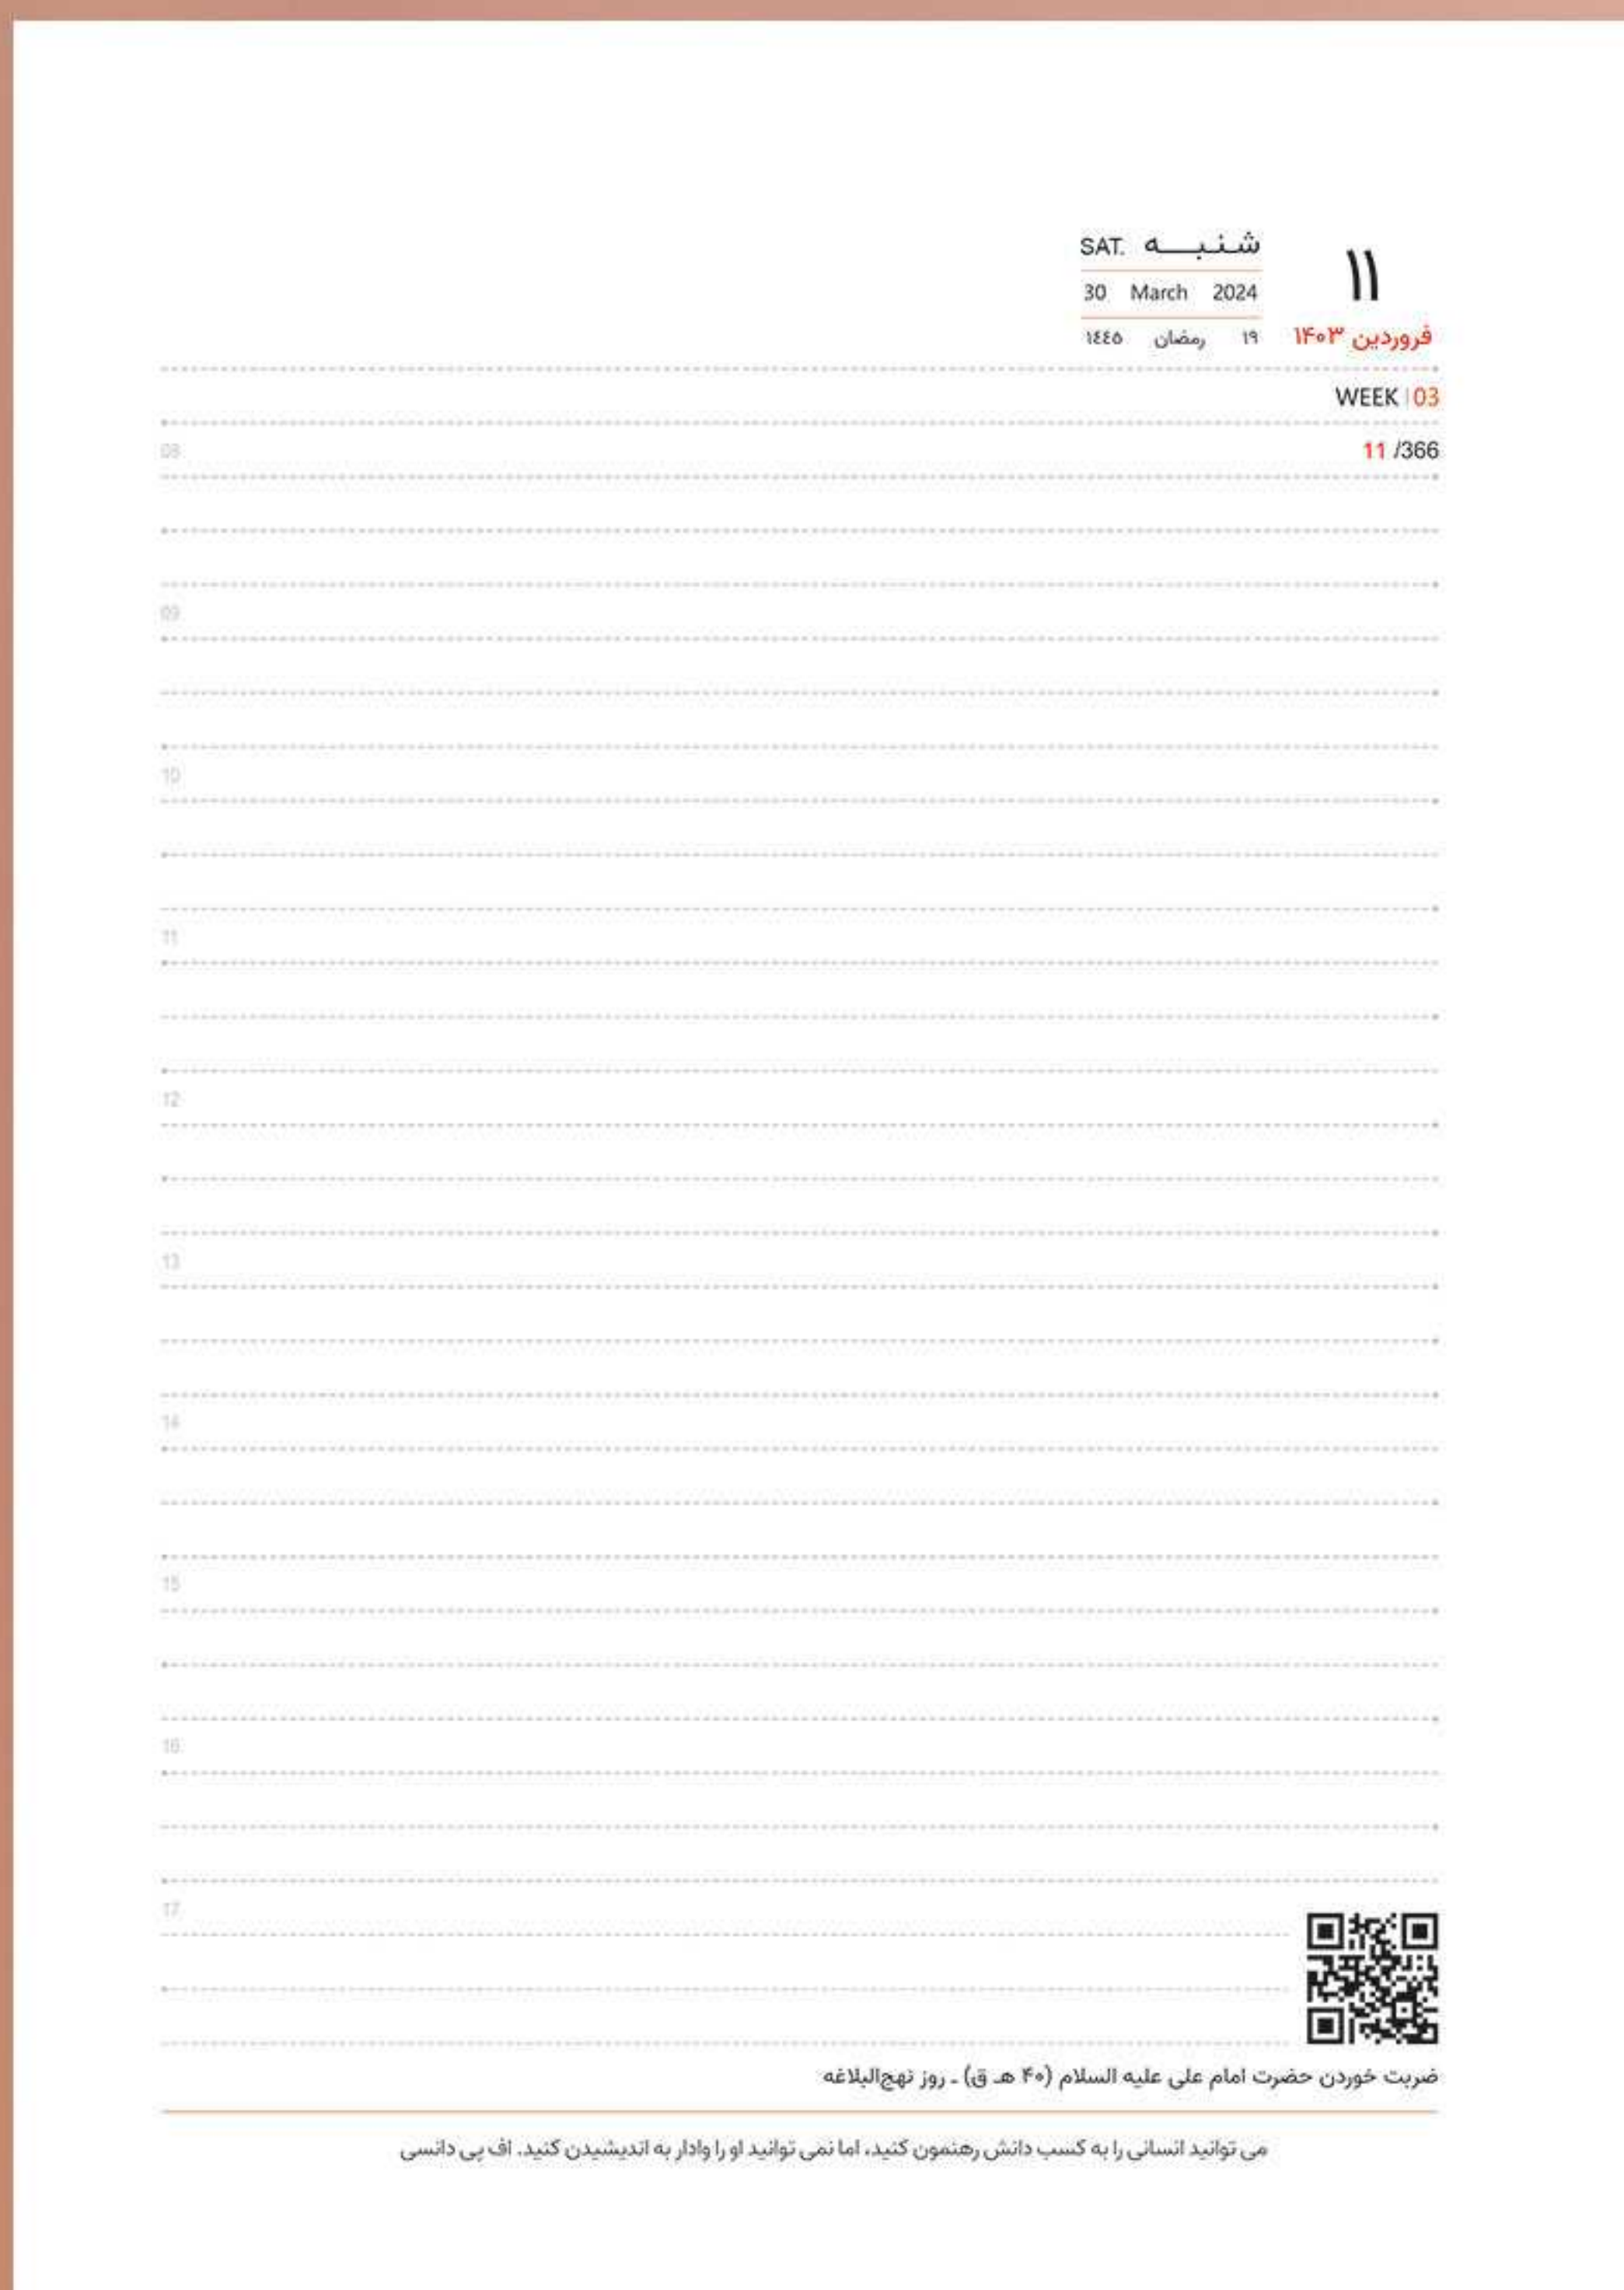 ۱۱
فروردین ۱۴۰۳
شنبـــه SAT.
30 March 2024
۱۹ رمضان ١٤٤٥
WEEK | 03
11 /366
08
09
10
11
12
13
14
15
16
17
ضربت خوردن حضرت امام علی علیه السلام (۴۰ هـ ق) ـ روز نهج‌البلاغه
می توانید انسانی را به کسب دانش رهنمون کنید، اما نمی توانید او را وادار به اندیشیدن کنید. اف پی دانسی